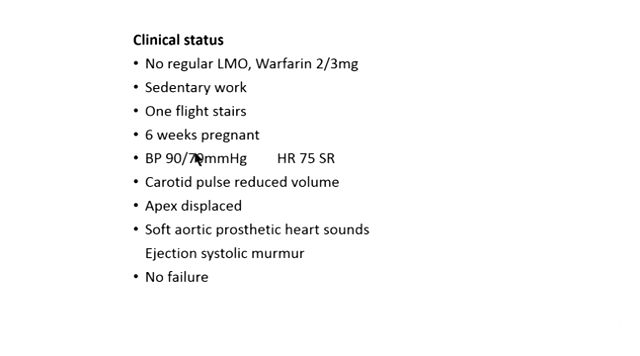 Clinical status
• No regular LMO, Warfarin 2/3mg
• Sedentary work
• One flight stairs
• 6 weeks pregnant
• BP 90/70mmHg HR 75 SR
• Carotid pulse reduced volume
• Apex displaced
• Soft aortic prosthetic heart sounds
Ejection systolic murmur
• No failure